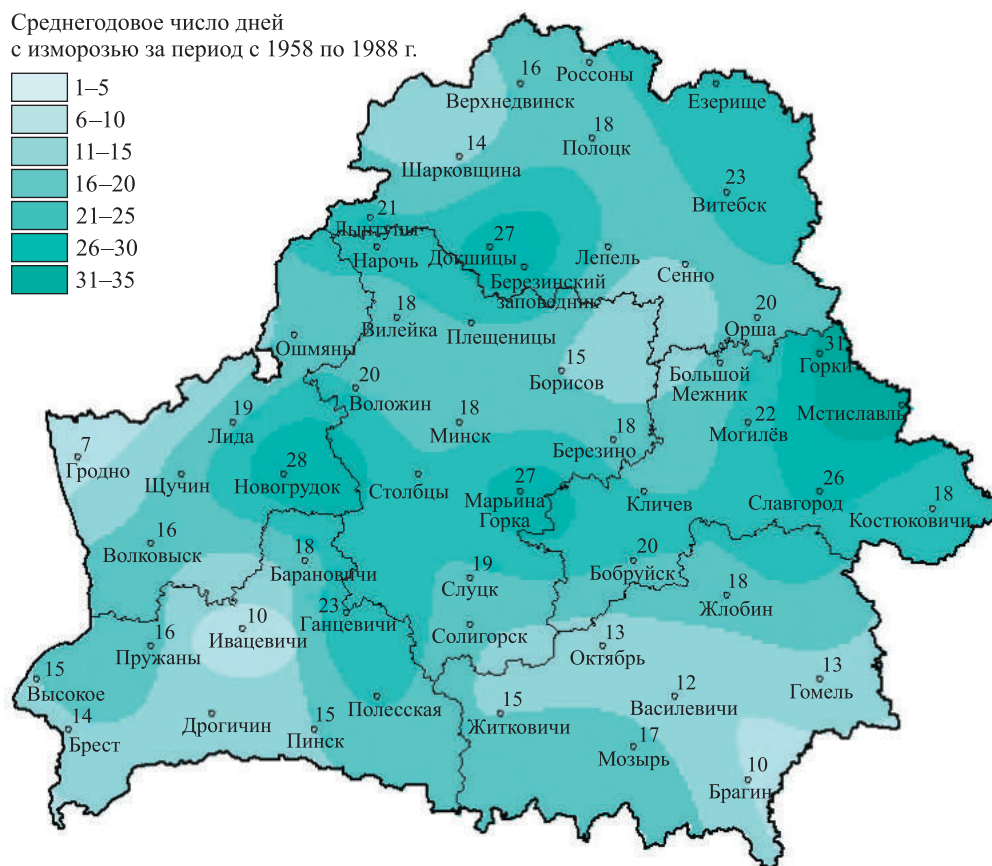 Среднегодовое число дней
с изморозью за период с 1958 по 1988 г.
1–5
6–10
11–15
16–20
21–25
26–30
31–35
Россоны
16
Верхнедвинск
Езерище
18
Полоцк
14
Шарковщина
23
Витебск
21
Лынтупы
Нарочь
27
Докшицы
Лепель
Березинский
заповедник
Сенно
18
Вилейка
Плещеницы
20
Орша
Ошмяны
15
Борисов
Большой
Межник
31
Горки
20
Воложин
Мстиславль
19
Лида
18
Минск
18
Березино
22
Могилёв
7
Гродно
Щучин
28
Новогрудок
Столбцы
27
Марьина
Горка
Кличев
26
Славгород
18
Костюковичи
16
Волковыск
18
Барановичи
19
Слуцк
20
Бобруйск
18
Жлобин
23
Ганцевичи
10
Ивацевичи
Солигорск
16
Пружаны
13
Октябрь
15
Высокое
13
Гомель
14
Брест
Дрогичин
15
Пинск
Полесская
15
Житковичи
12
Василевичи
17
Мозырь
10
Брагин